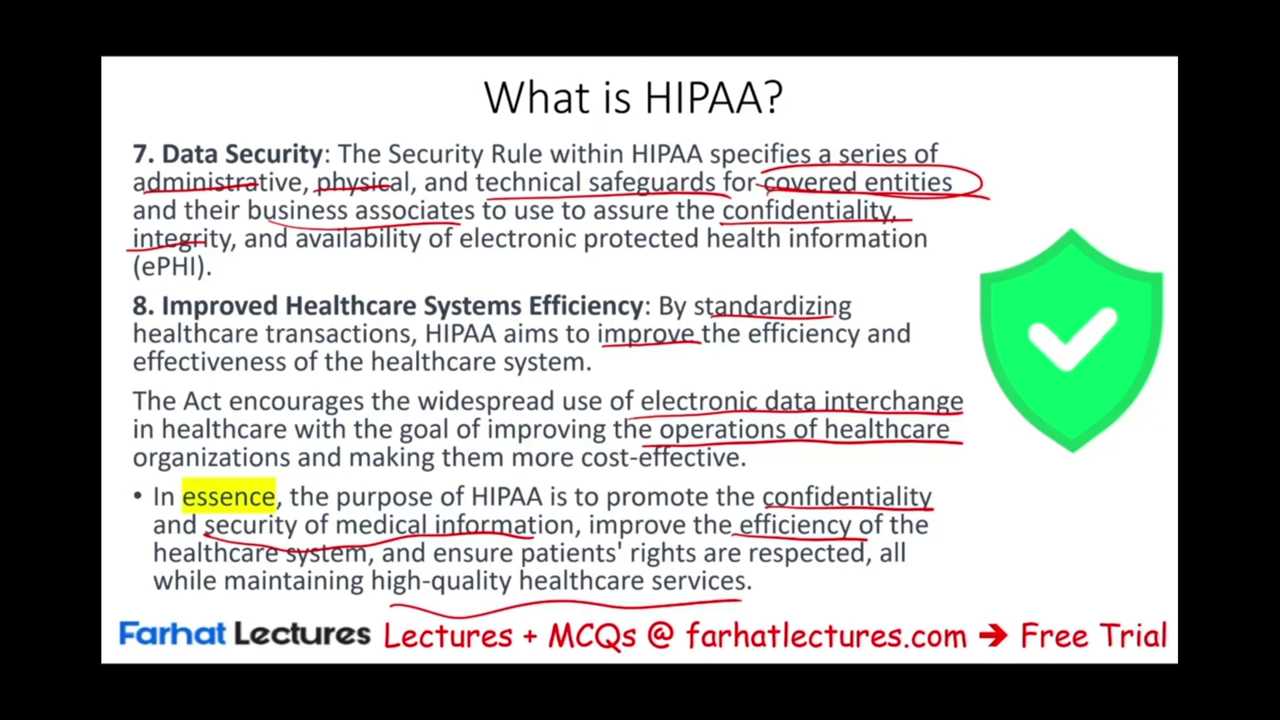 What is HIPAA?
7. Data Security: The Security Rule within HIPAA specifies a series of
administrative, physical, and technical safeguards for covered entities
and their business associates to use to assure the confidentiality,
integrity, and availability of electronic protected health information
(ePHI).
8. Improved Healthcare Systems Efficiency: By standardizing
healthcare transactions, HIPAA aims to improve the efficiency and
effectiveness of the healthcare system.
The Act encourages the widespread use of electronic data interchange
in healthcare with the goal of improving the operations of healthcare
organizations and making them more cost-effective.
• In essence, the purpose of HIPAA is to promote the confidentiality
and security of medical information, improve the efficiency of the
healthcare system, and ensure patients' rights are respected, all
while maintaining high-quality healthcare services.
Farhat Lectures Lectures + MCQs @ farhatlectures.com ➔ Free Trial